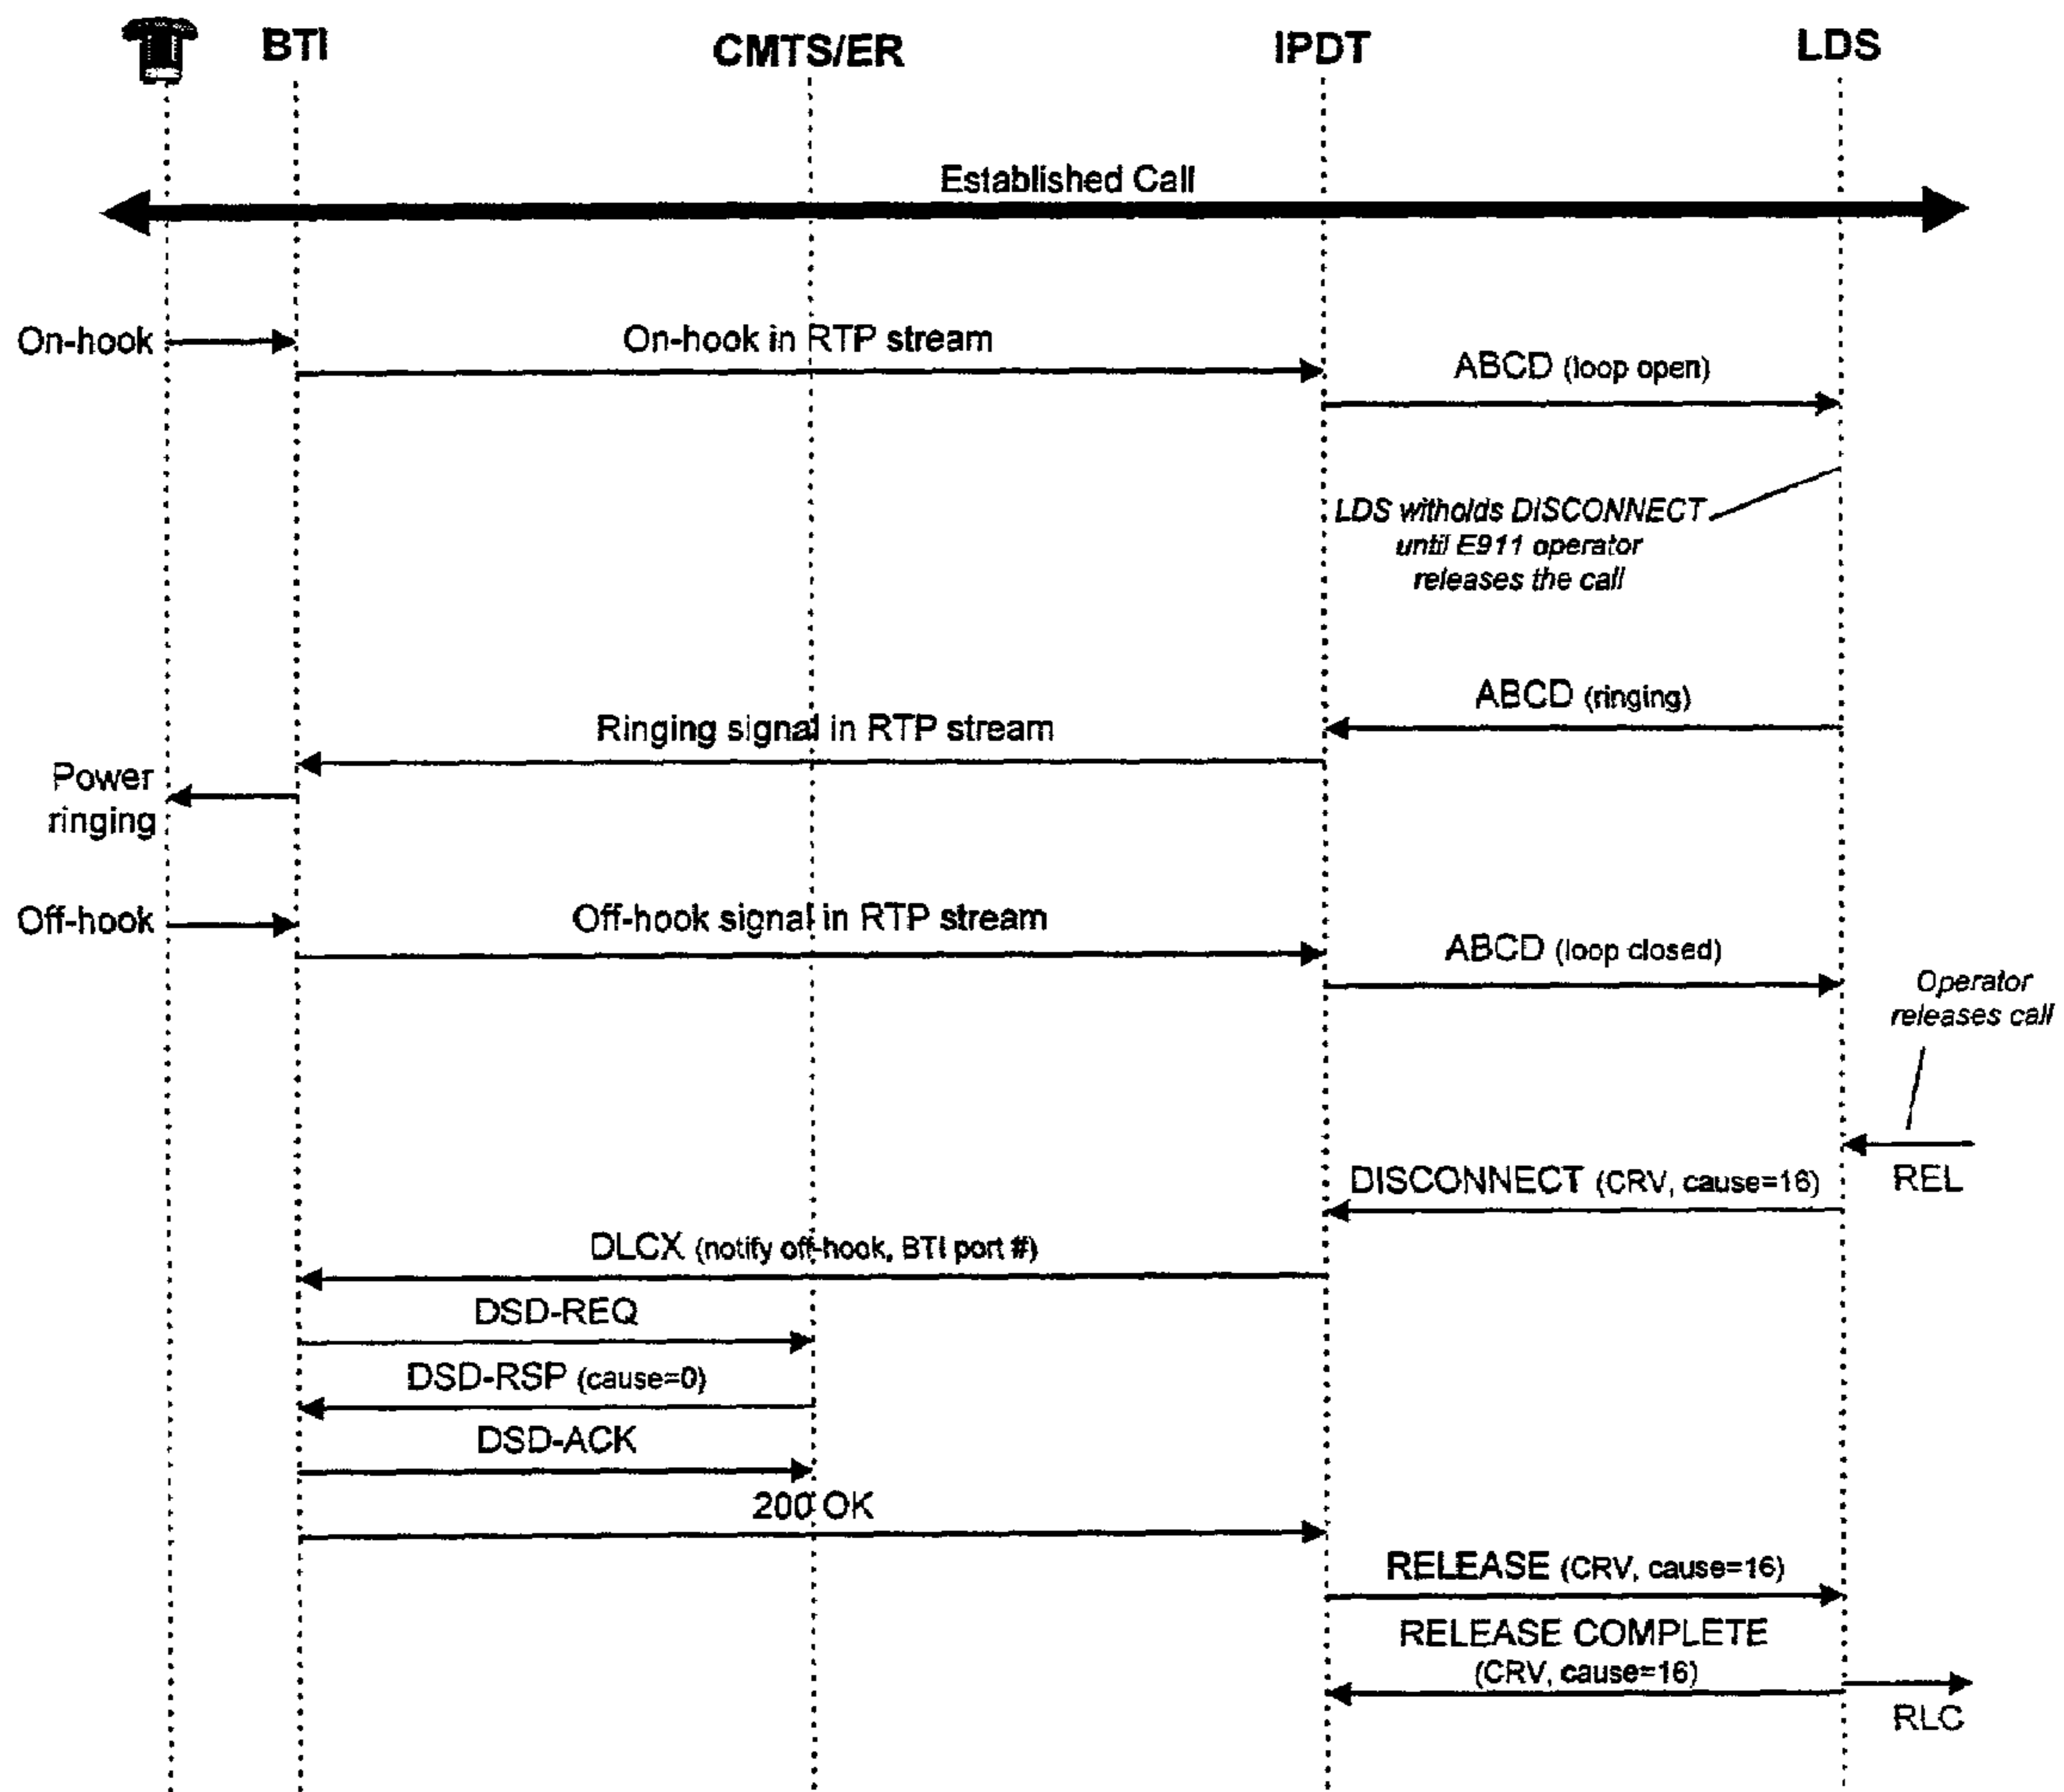 BTI CMTS/ER IPDT LDS
Established Call
On-hook
On-hook in RTP stream
ABCD (loop open)
LDS witholds DISCONNECT
until E911 operator
releases the call
ABCD (ringing)
Ringing signal in RTP stream
Power
ringing
Off-hook
Off-hook signal in RTP stream
ABCD (loop closed)
Operator
releases call
REL
DISCONNECT (CRV, cause=16)
DLCX (notify off-hook, BTI port #)
DSD-REQ
DSD-RSP (cause=0)
DSD-ACK
200 OK
RELEASE (CRV, cause=16)
RELEASE COMPLETE
(CRV, cause=16)
RLC